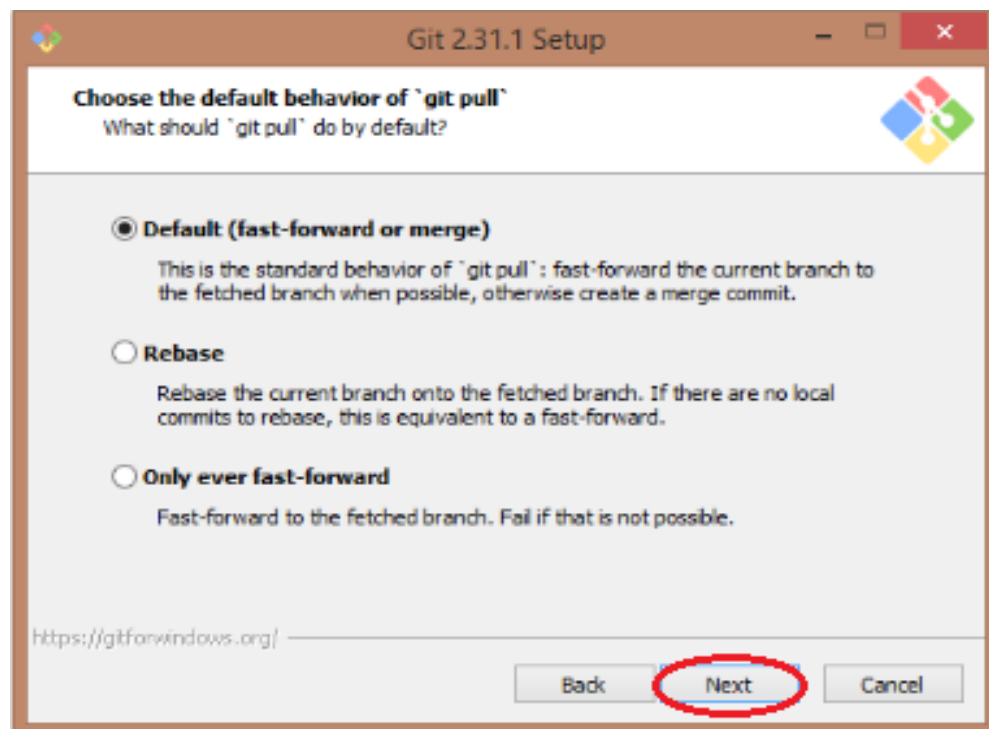 Git 2.31.1 Setup
Choose the default behavior of `git pull`
What should `git pull` do by default?
Default (fast-forward or merge)
This is the standard behavior of `git pull`: fast-forward the current branch to
the fetched branch when possible, otherwise create a merge commit.
Rebase
Rebase the current branch onto the fetched branch. If there are no local
commits to rebase, this is equivalent to a fast-forward.
Only ever fast-forward
Fast-forward to the fetched branch. Fail if that is not possible.
https://gitforwindows.org/
Back Next Cancel